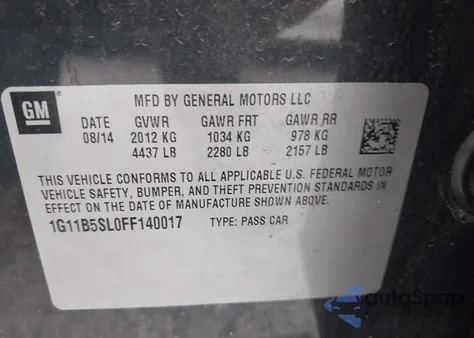 GM
MFD BY GENERAL MOTORS LLC
DATE GVWR GAWR FRT GAWR RR
08/14 2012 KG 1034 KG 978 KG
4437 LB 2280 LB 2157 LB
THIS VEHICLE CONFORMS TO ALL APPLICABLE U.S. FEDERAL MOTOR
VEHICLE SAFETY, BUMPER, AND THEFT PREVENTION STANDARDS IN
EFFECT ON THE DATE OF MANUFACTURE SHOWN ABOVE.
1G11B5SL0FF140017 TYPE: PASS CAR
autaSnap